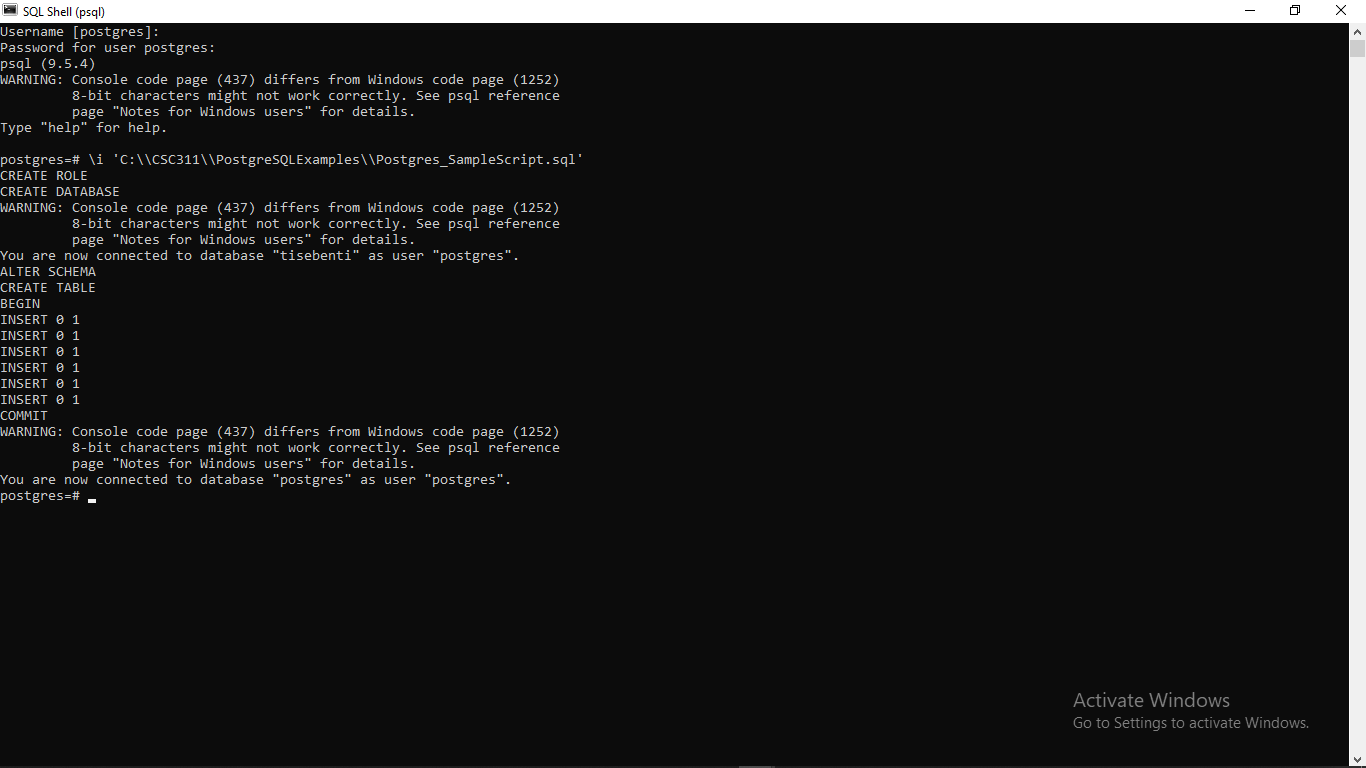 SQL Shell (psql)
Username [postgres]:
Password for user postgres:
psql (9.5.4)
WARNING: Console code page (437) differs from Windows code page (1252)
         8-bit characters might not work correctly. See psql reference
         page "Notes for Windows users" for details.
Type "help" for help.

postgres=# \i 'C:\\CSC311\\PostgreSQLExamples\\Postgres_SampleScript.sql'
CREATE ROLE
CREATE DATABASE
WARNING: Console code page (437) differs from Windows code page (1252)
         8-bit characters might not work correctly. See psql reference
         page "Notes for Windows users" for details.
You are now connected to database "tisebenti" as user "postgres".
ALTER SCHEMA
CREATE TABLE
BEGIN
INSERT 0 1
INSERT 0 1
INSERT 0 1
INSERT 0 1
INSERT 0 1
INSERT 0 1
COMMIT
WARNING: Console code page (437) differs from Windows code page (1252)
         8-bit characters might not work correctly. See psql reference
         page "Notes for Windows users" for details.
You are now connected to database "postgres" as user "postgres".
postgres=# _
Activate Windows
Go to Settings to activate Windows.